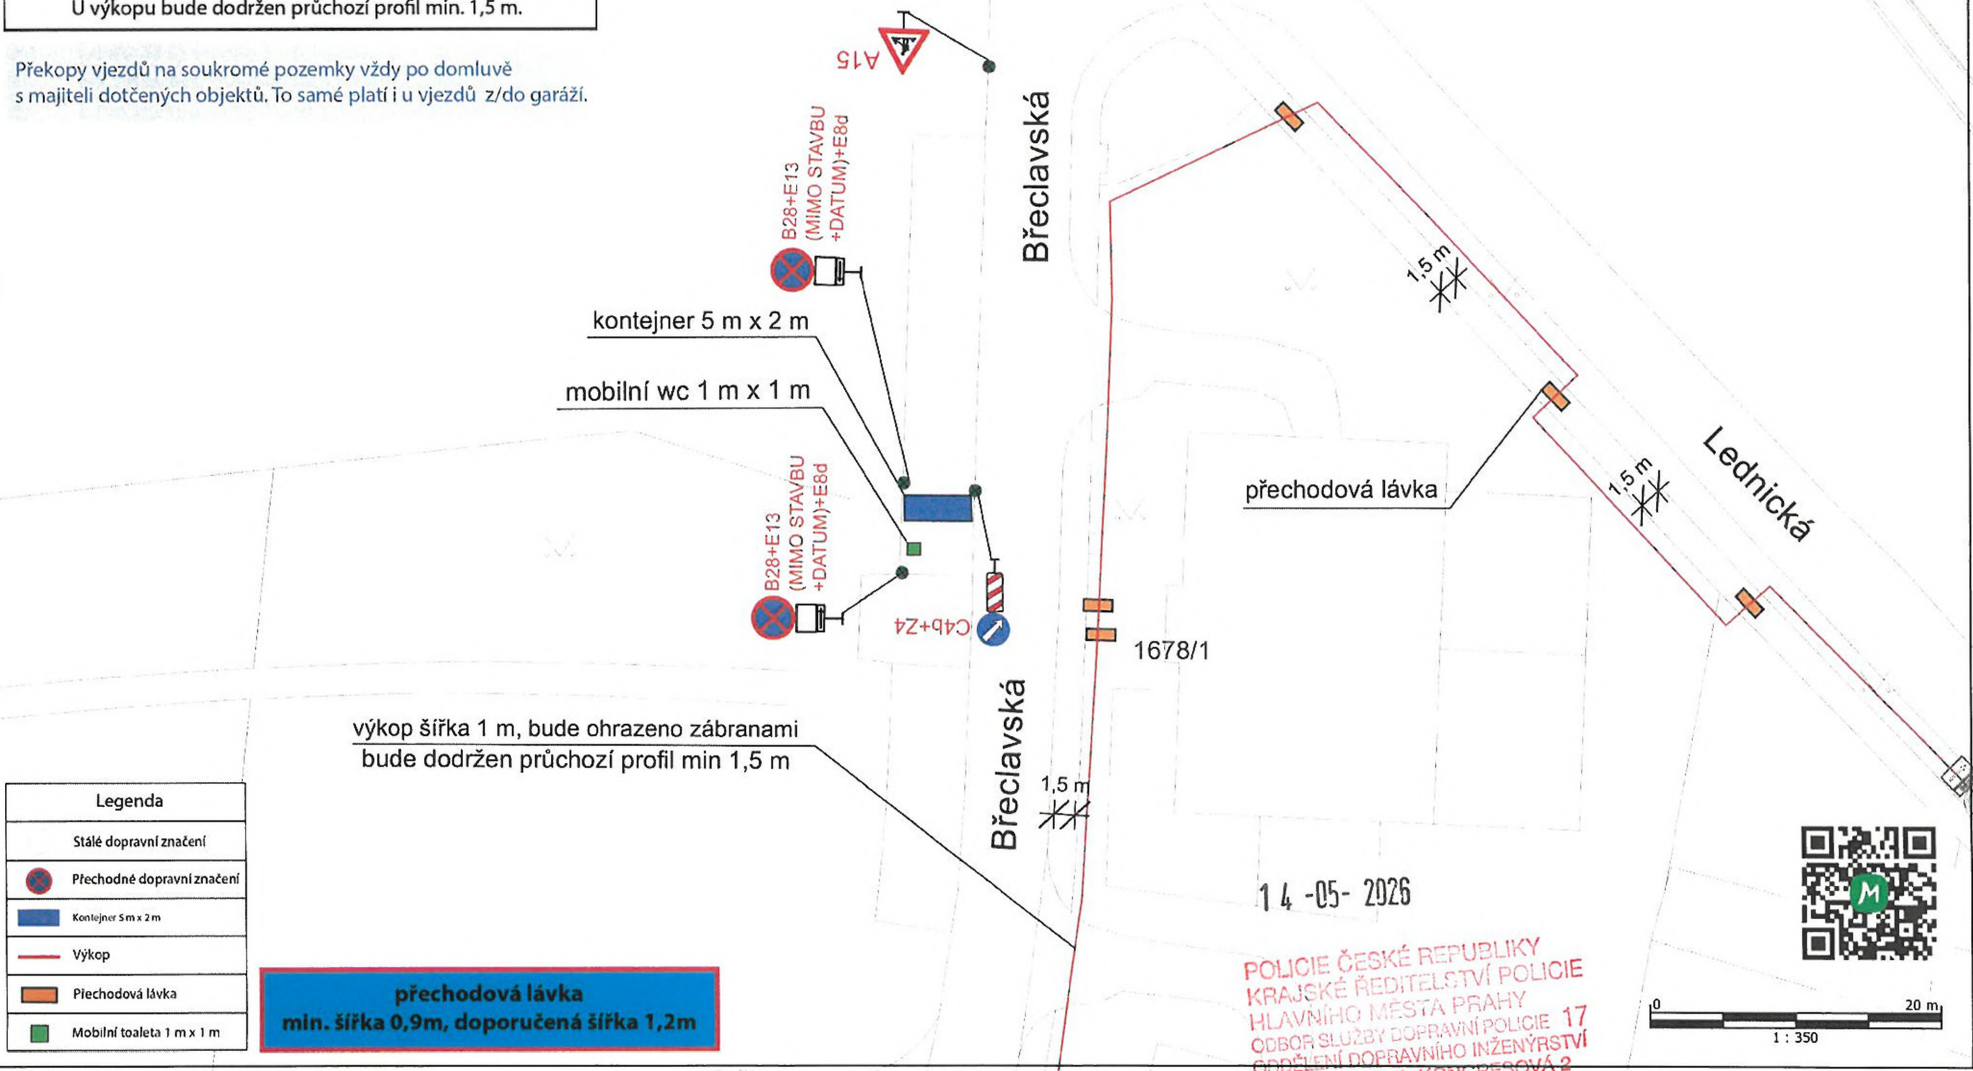 U výkopu bude dodržen průchozí profil min. 1,5 m.
Překopy vjezdů na soukromé pozemky vždy po domluvě
s majiteli dotčených objektů. To samé platí i u vjezdů z/do garáží.
A15
Břeclavská
B28+E13
(MIMO STAVBU
+DATUM)+E8d
1,5 m
kontejner 5 m x 2 m
mobilní wc 1 m x 1 m
Lednická
přechodová lávka
1,5 m
B28+E13
(MIMO STAVBU
+DATUM)+E8d
C4b+Z4
1678/1
Břeclavská
výkop šířka 1 m, bude ohrazeno zábranami
bude dodržen průchozí profil min 1,5 m
1,5 m
Legenda
Stálé dopravní značení
Přechodné dopravní značení
Kontejner 5 m x 2 m
Výkop
Přechodová lávka
Mobilní toaleta 1 m x 1 m
přechodová lávka
min. šířka 0,9m, doporučená šířka 1,2m
14 -05- 2026
POLICIE ČESKÉ REPUBLIKY
KRAJSKÉ ŘEDITELSTVÍ POLICIE
HLAVNÍHO MĚSTA PRAHY
ODBOR SLUŽBY DOPRAVNÍ POLICIE 17
ODDĚLENÍ DOPRAVNÍHO INŽENÝRSTVÍ
KONGRESOVÁ 2
M
0 20 m
1 : 350